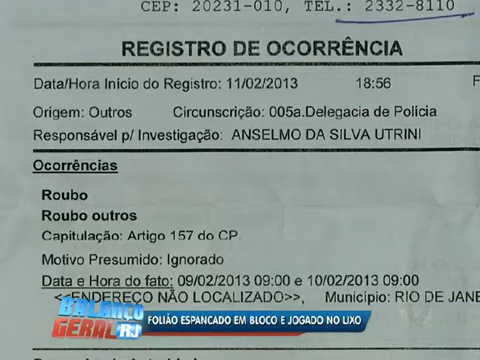 CEP: 20231-010, TEL.: 2332-8110
REGISTRO DE OCORRÊNCIA
Data/Hora Início do Registro: 11/02/2013 18:56 F
Origem: Outros Circunscrição: 005a.Delegacia de Polícia
Responsável p/ Investigação: ANSELMO DA SILVA UTRINI
Ocorrências
Roubo
Roubo outros
Capitulação: Artigo 157 do CP.
Motivo Presumido: Ignorado
Data e Hora do fato: 09/02/2013 09:00 e 10/02/2013 09:00
<<ENDEREÇO NÃO LOCALIZADO>>, Município: RIO DE JANE
BALANÇO
GERAL RJ
FOLIÃO ESPANCADO EM BLOCO E JOGADO NO LIXO